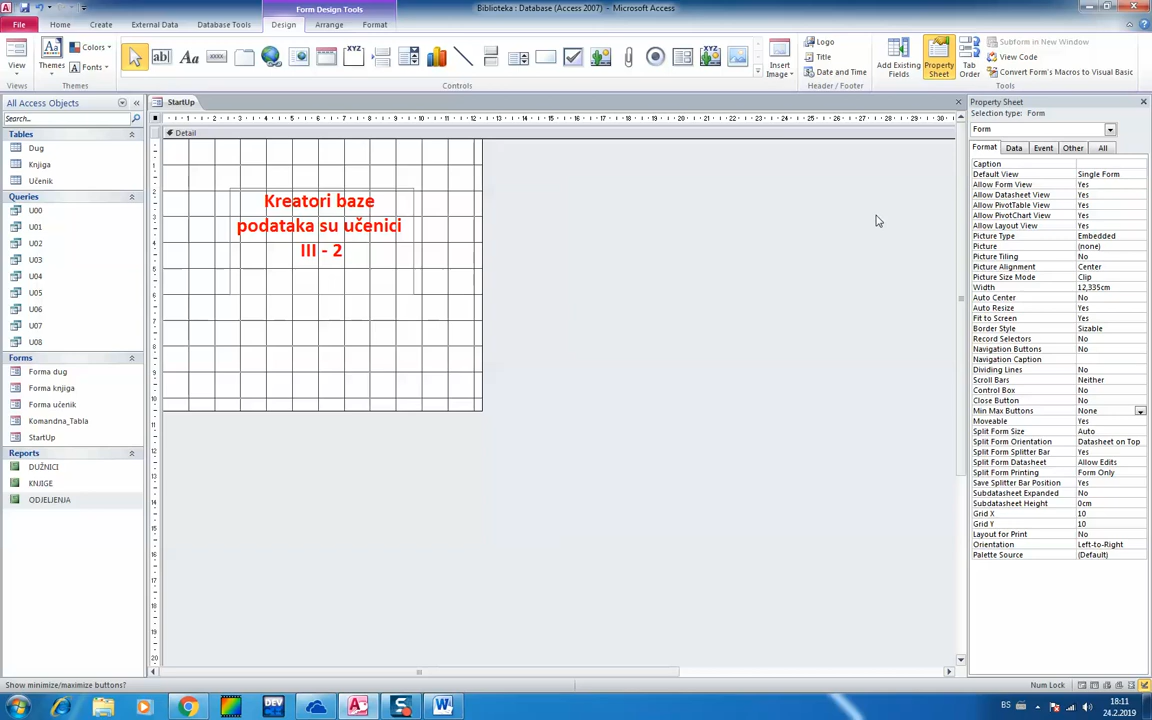 Form Design Tools
Biblioteka : Database (Access 2007) - Microsoft Access
File
Home
Create
External Data
Database Tools
Design
Arrange
Format
View
Views
Themes
Colors
Fonts
Themes
Controls
Insert
Image
Logo
Title
Date and Time
Header / Footer
Add Existing
Fields
Property
Sheet
Tab
Order
Subform in New Window
View Code
Convert Form's Macros to Visual Basic
Tools
All Access Objects
Search...
Tables
Dug
Knjiga
Učenik
Queries
U00
U01
U02
U03
U04
U05
U06
U07
U08
Forms
Forma dug
Forma knjiga
Forma učenik
Komandna_Tabla
StartUp
Reports
DUŽNICI
KNJIGE
ODJELJENJA
StartUp
Detail
Kreatori baze
podataka su učenici
III - 2
Property Sheet
Selection type: Form
Form
Format
Data
Event
Other
All
Caption
Default View Single Form
Allow Form View Yes
Allow Datasheet View Yes
Allow PivotTable View Yes
Allow PivotChart View Yes
Allow Layout View Yes
Picture Type Embedded
Picture (none)
Picture Tiling No
Picture Alignment Center
Picture Size Mode Clip
Width 12,335cm
Auto Center No
Auto Resize Yes
Fit to Screen Yes
Border Style Sizable
Record Selectors No
Navigation Buttons No
Navigation Caption
Dividing Lines No
Scroll Bars Neither
Control Box No
Close Button No
Min Max Buttons None
Moveable Yes
Split Form Size Auto
Split Form Orientation Datasheet on Top
Split Form Splitter Bar Yes
Split Form Datasheet Allow Edits
Split Form Printing Form Only
Save Splitter Bar Position Yes
Subdatasheet Expanded No
Subdatasheet Height 0cm
Grid X 10
Grid Y 10
Layout for Print No
Orientation Left-to-Right
Palette Source (Default)
Show minimize/maximize buttons?
Num Lock
BS
18:11
24.2.2019